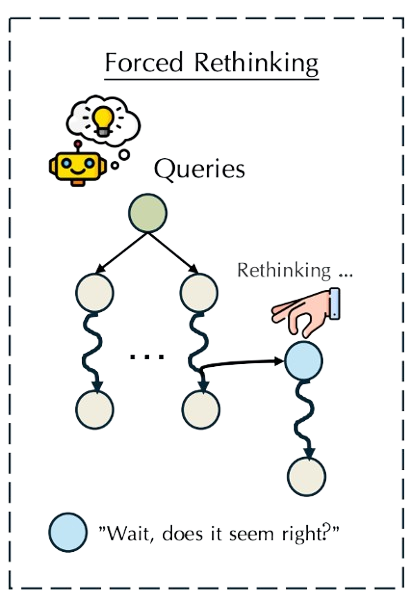 Forced Rethinking
Queries
Rethinking ...
...
"Wait, does it seem right?"